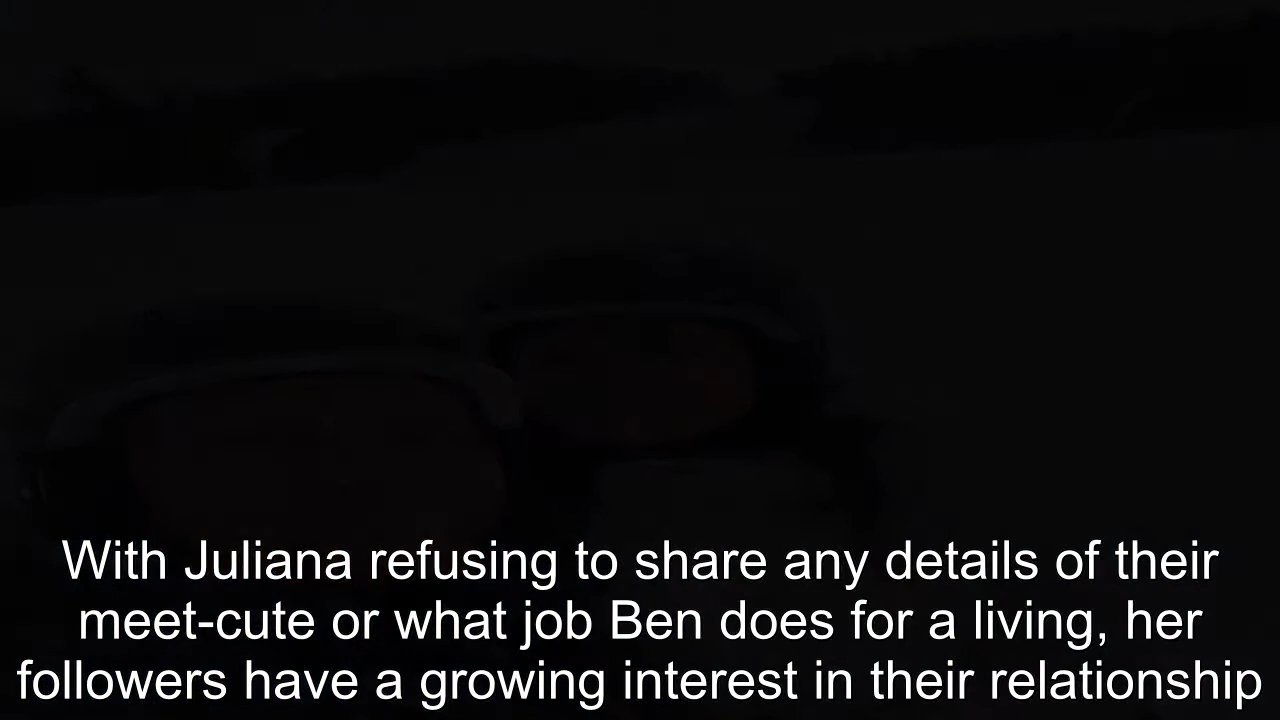 With Juliana refusing to share any details of their
meet-cute or what job Ben does for a living, her
followers have a growing interest in their relationship